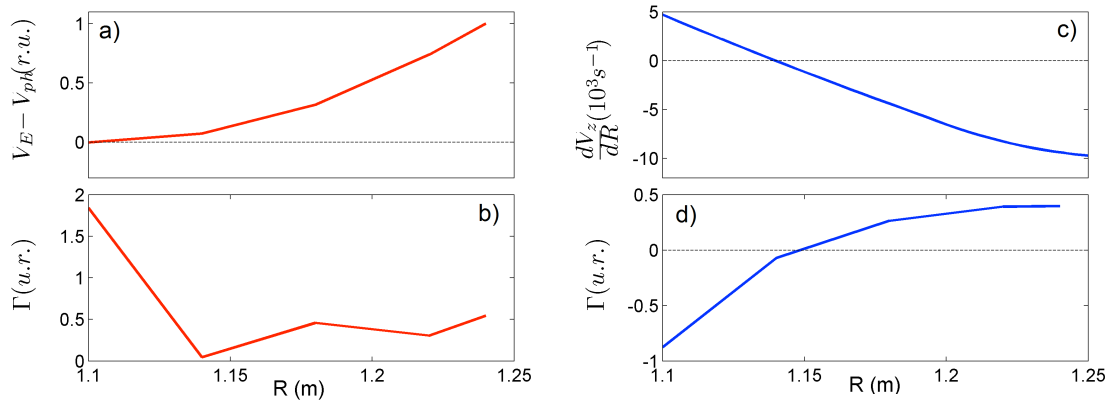 a)
V_E − V_ph(r.u.)
1
0.5
0
b)
Γ(u.r.)
2
1.5
1
0.5
0
1.1
1.15
1.2
1.25
R (m)
c)
dV_z/dR (10^3 s^−1)
5
0
-5
-10
d)
Γ(u.r.)
0.5
0
-0.5
-1
1.1
1.15
1.2
1.25
R (m)